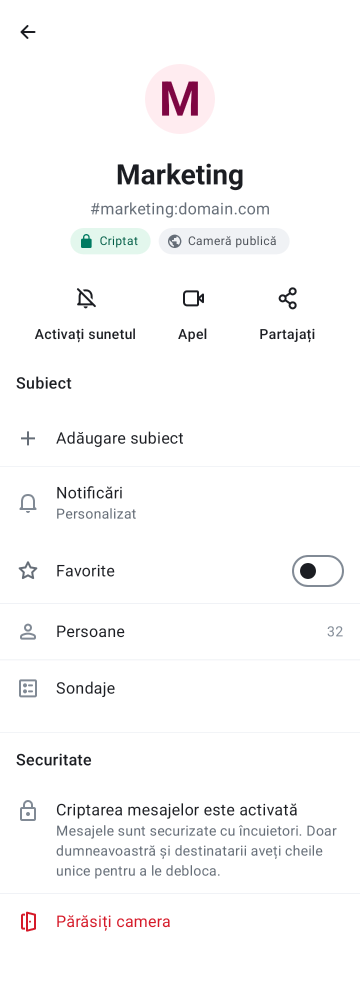 M
Marketing
#marketing:domain.com
Criptat
Cameră publică
Activați sunetul
Apel
Partajați
Subiect
Adăugare subiect
Notificări
Personalizat
Favorite
Persoane
32
Sondaje
Securitate
Criptarea mesajelor este activată
Mesajele sunt securizate cu încuietori. Doar
dumneavoastră și destinatarii aveți cheile
unice pentru a le debloca.
Părăsiți camera